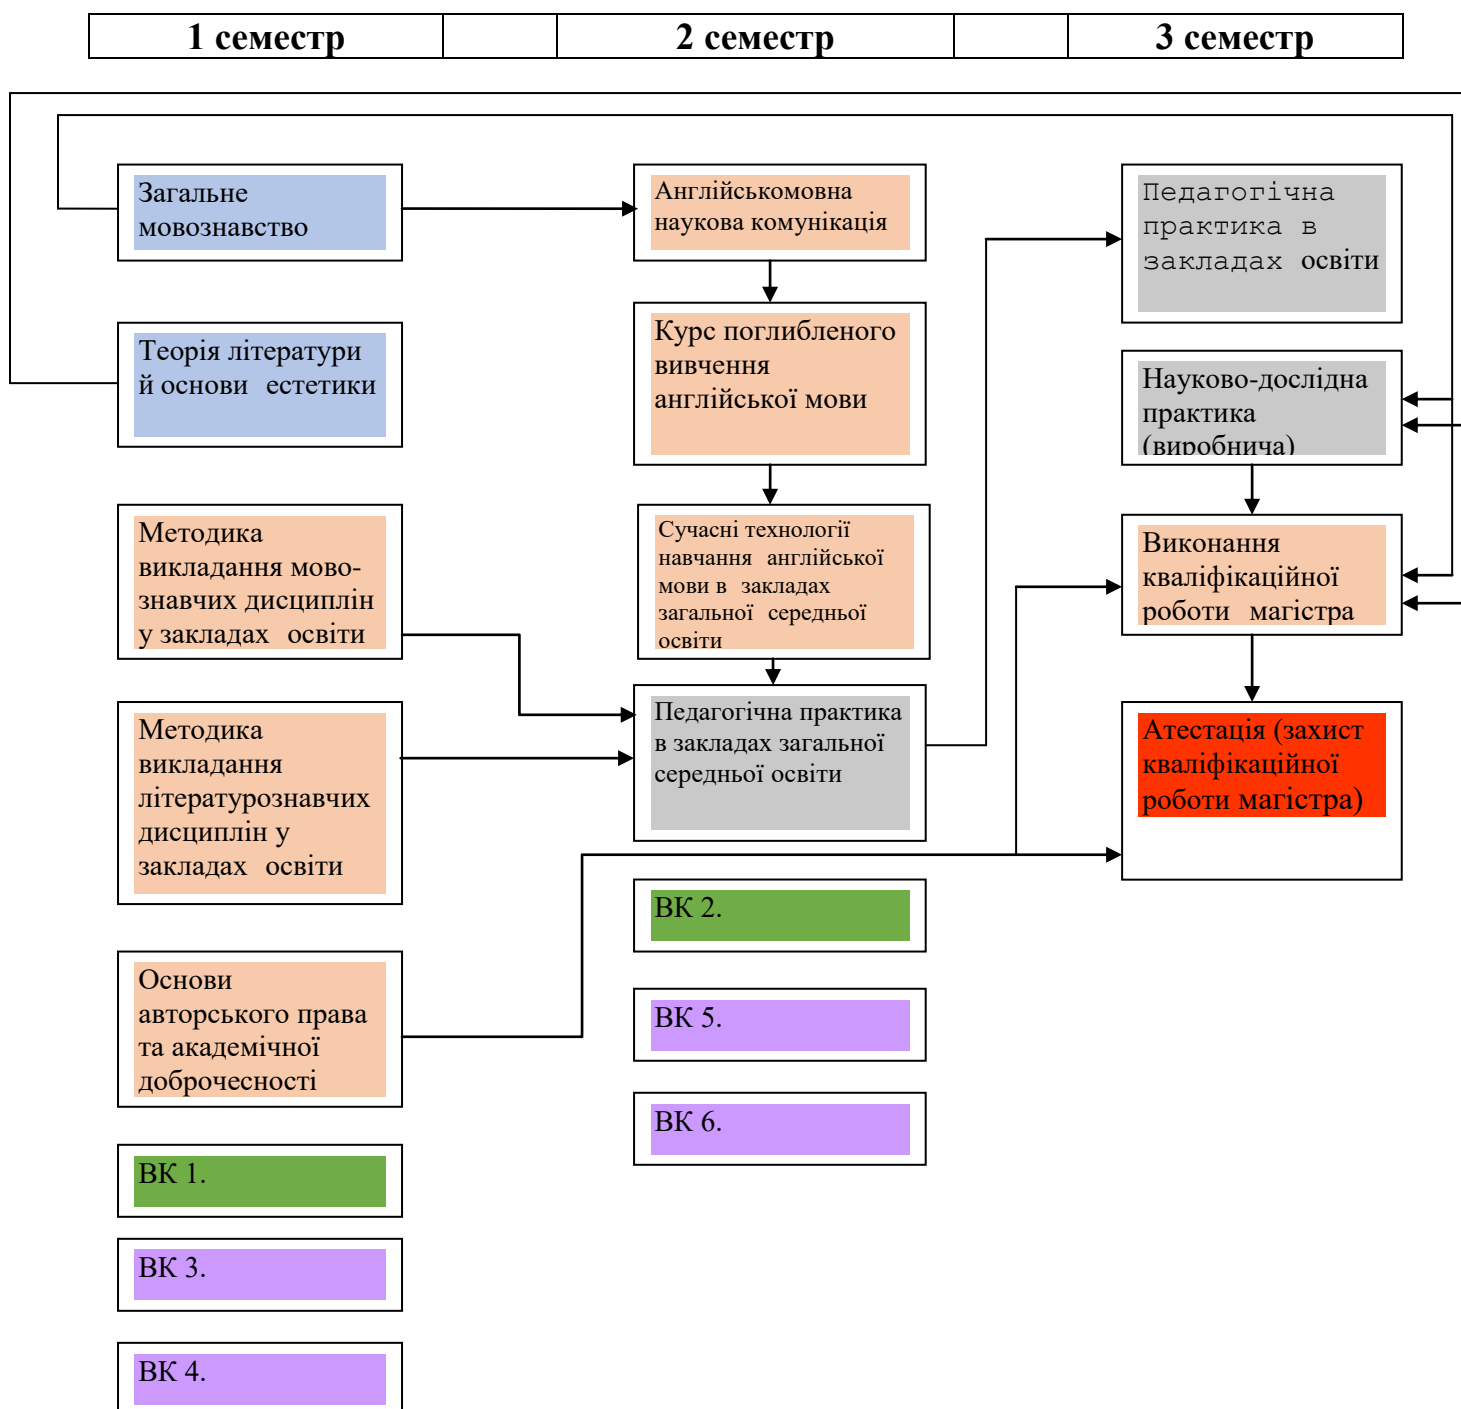 1 семестр
2 семестр
3 семестр
Загальне
мовознавство
Теорія літератури
й основи естетики
Методика
викладання мово-
знавчих дисциплін
у закладах освіти
Методика
викладання
літературознавчих
дисциплін у
закладах освіти
Основи
авторського права
та академічної
доброчесності
ВК 1.
ВК 3.
ВК 4.
Англійськомовна
наукова комунікація
Курс поглибленого
вивчення
англійської мови
Сучасні технології
навчання англійської
мови в закладах
загальної середньої
освіти
Педагогічна практика
в закладах загальної
середньої освіти
ВК 2.
ВК 5.
ВК 6.
Педагогічна
практика в
закладах освіти
Науково-дослідна
практика
(виробнича)
Виконання
кваліфікаційної
роботи магістра
Атестація (захист
кваліфікаційної
роботи магістра)